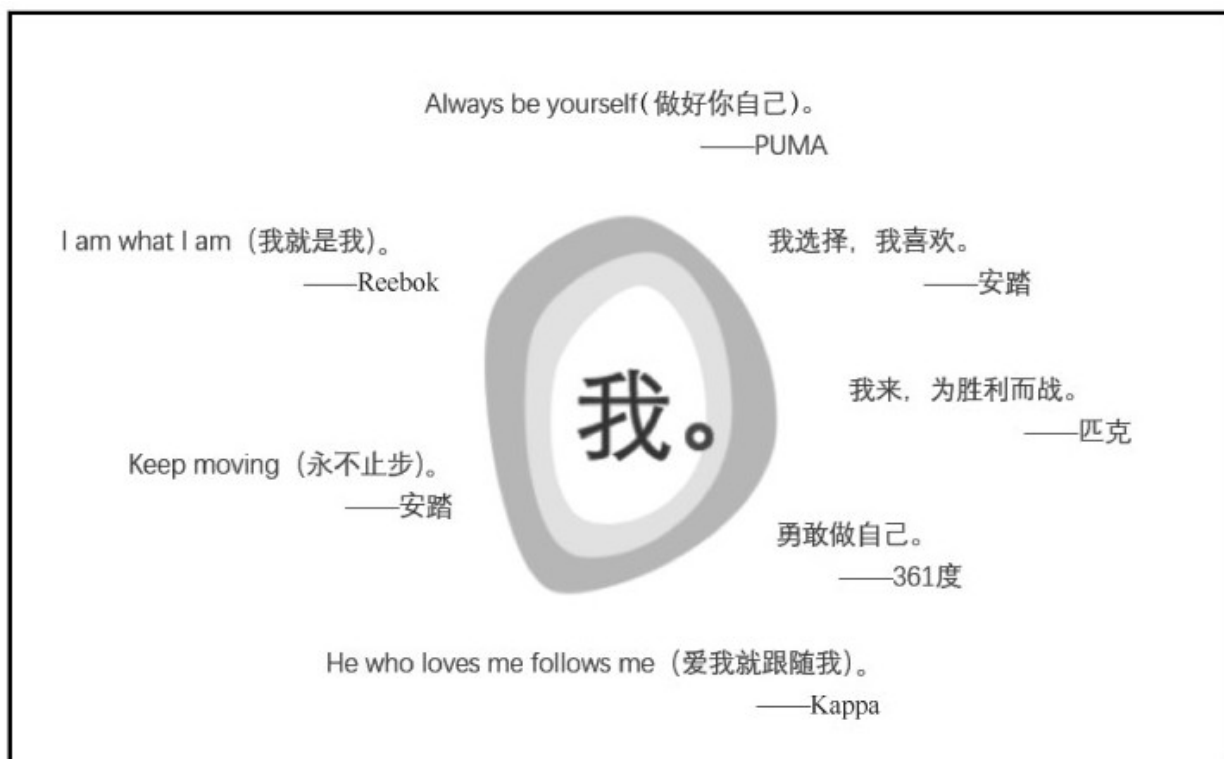 Always be yourself(做好你自己)。
——PUMA
I am what I am（我就是我）。
——Reebok
我选择，我喜欢。
——安踏
我。
我来，为胜利而战。
——匹克
Keep moving（永不止步）。
——安踏
勇敢做自己。
——361度
He who loves me follows me（爱我就跟随我）。
——Kappa